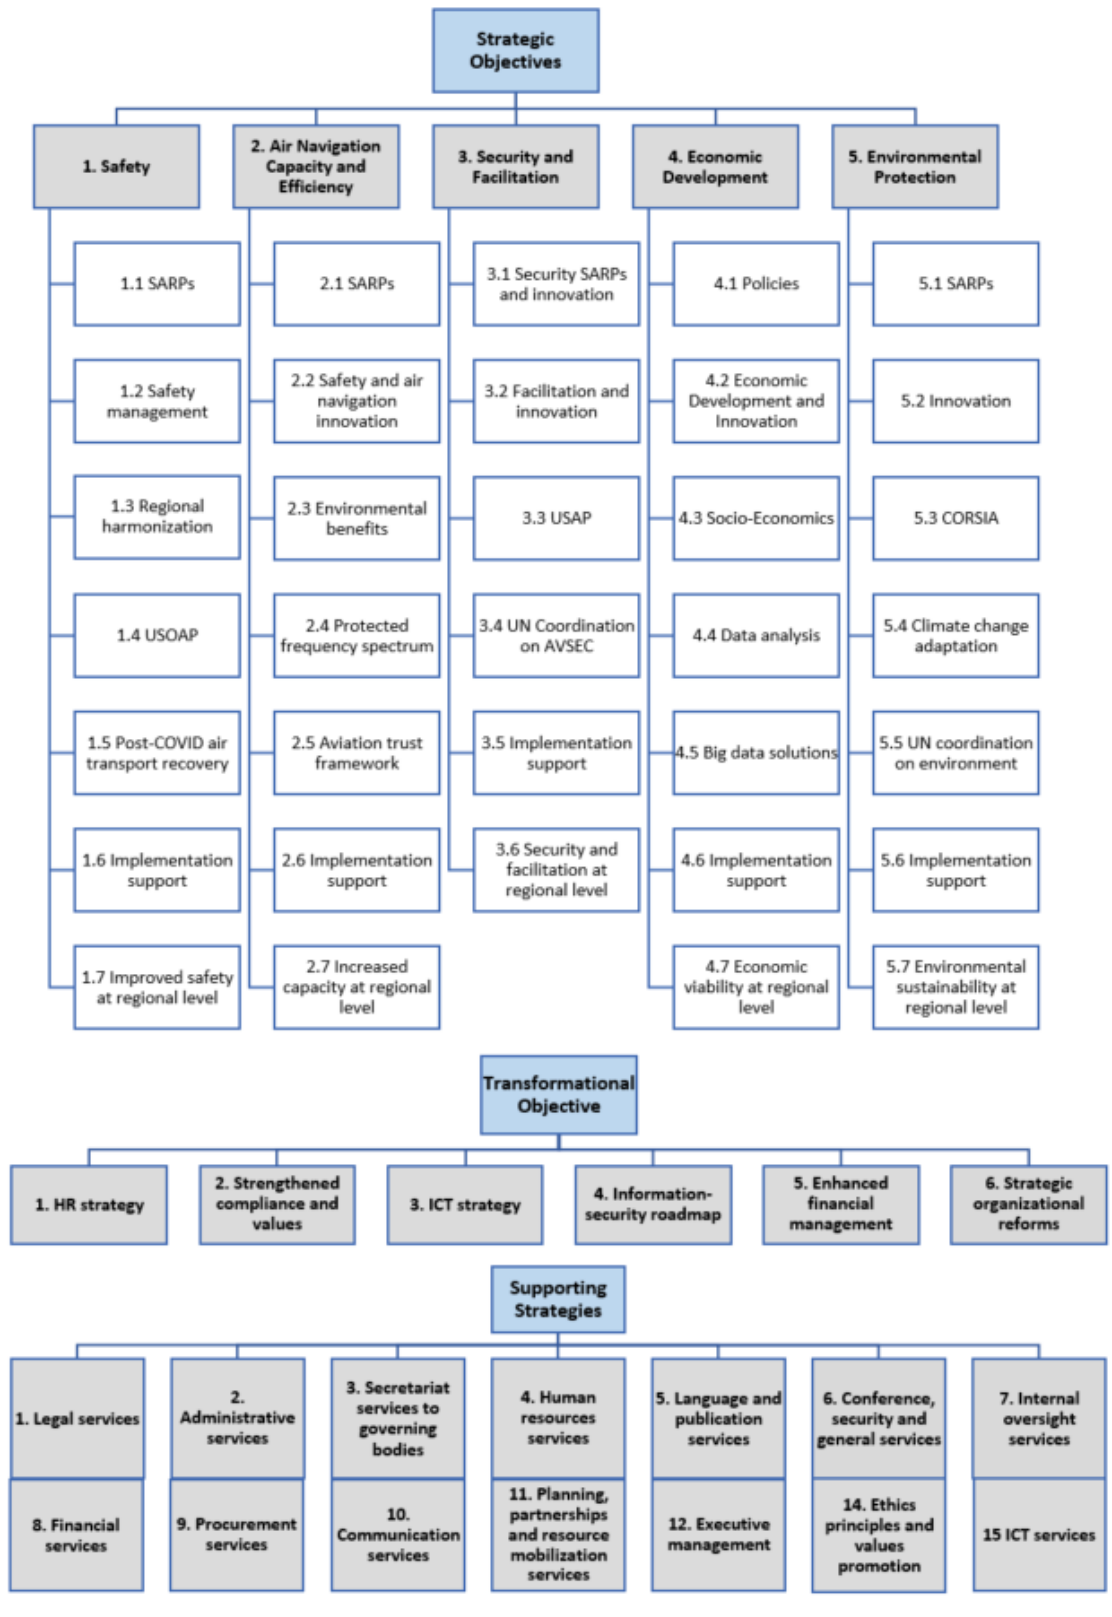 Strategic
Objectives
1. Safety
2. Air Navigation
Capacity and
Efficiency
3. Security and
Facilitation
4. Economic
Development
5. Environmental
Protection
1.1 SARPs
2.1 SARPs
3.1 Security SARPs
and innovation
4.1 Policies
5.1 SARPs
1.2 Safety
management
2.2 Safety and air
navigation
innovation
3.2 Facilitation and
innovation
4.2 Economic
Development and
Innovation
5.2 Innovation
1.3 Regional
harmonization
2.3 Environmental
benefits
3.3 USAP
4.3 Socio-Economics
5.3 CORSIA
1.4 USOAP
2.4 Protected
frequency spectrum
3.4 UN Coordination
on AVSEC
4.4 Data analysis
5.4 Climate change
adaptation
1.5 Post-COVID air
transport recovery
2.5 Aviation trust
framework
3.5 Implementation
support
4.5 Big data solutions
5.5 UN coordination
on environment
1.6 Implementation
support
2.6 Implementation
support
3.6 Security and
facilitation at
regional level
4.6 Implementation
support
5.6 Implementation
support
1.7 Improved safety
at regional level
2.7 Increased
capacity at regional
level
4.7 Economic
viability at regional
level
5.7 Environmental
sustainability at
regional level
Transformational
Objective
1. HR strategy
2. Strengthened
compliance and
values
3. ICT strategy
4. Information-
security roadmap
5. Enhanced
financial
management
6. Strategic
organizational
reforms
Supporting
Strategies
1. Legal services
2.
Administrative
services
3. Secretariat
services to
governing
bodies
4. Human
resources
services
5. Language and
publication
services
6. Conference,
security and
general services
7. Internal
oversight
services
8. Financial
services
9. Procurement
services
10.
Communication
services
11. Planning,
partnerships
and resource
mobilization
services
12. Executive
management
14. Ethics
principles and
values
promotion
15 ICT services